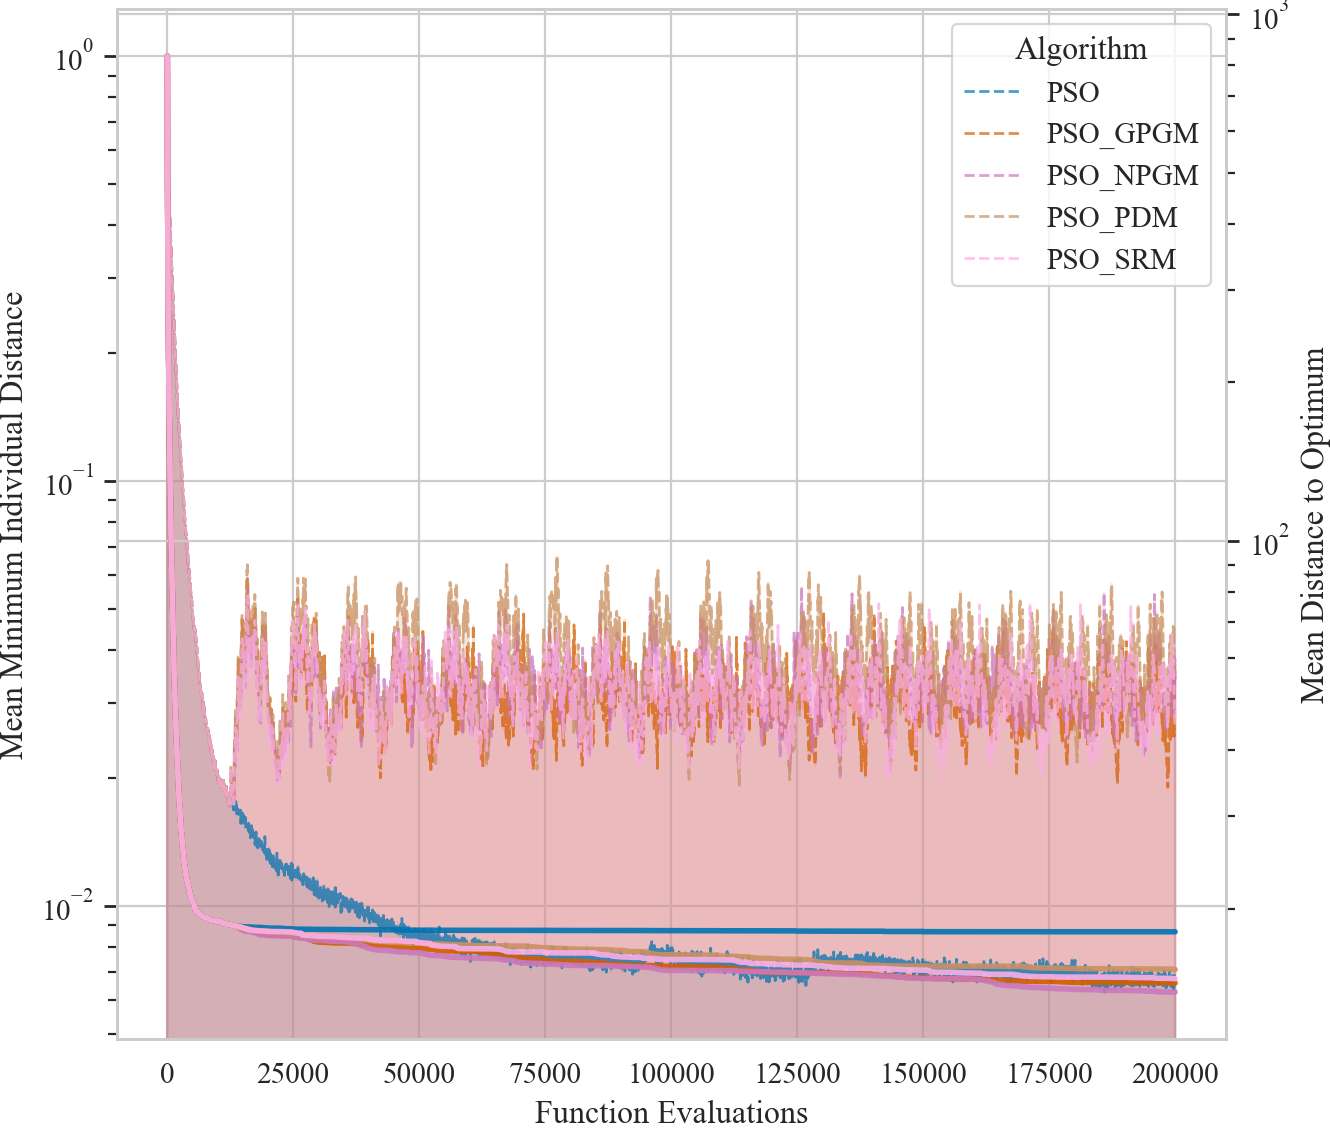 10^3
10^0
Algorithm
PSO
PSO_GPGM
PSO_NPGM
PSO_PDM
PSO_SRM
Mean Minimum Individual Distance
Mean Distance to Optimum
10^−1
10^2
10^−2
0 25000 50000 75000 100000 125000 150000 175000 200000
Function Evaluations